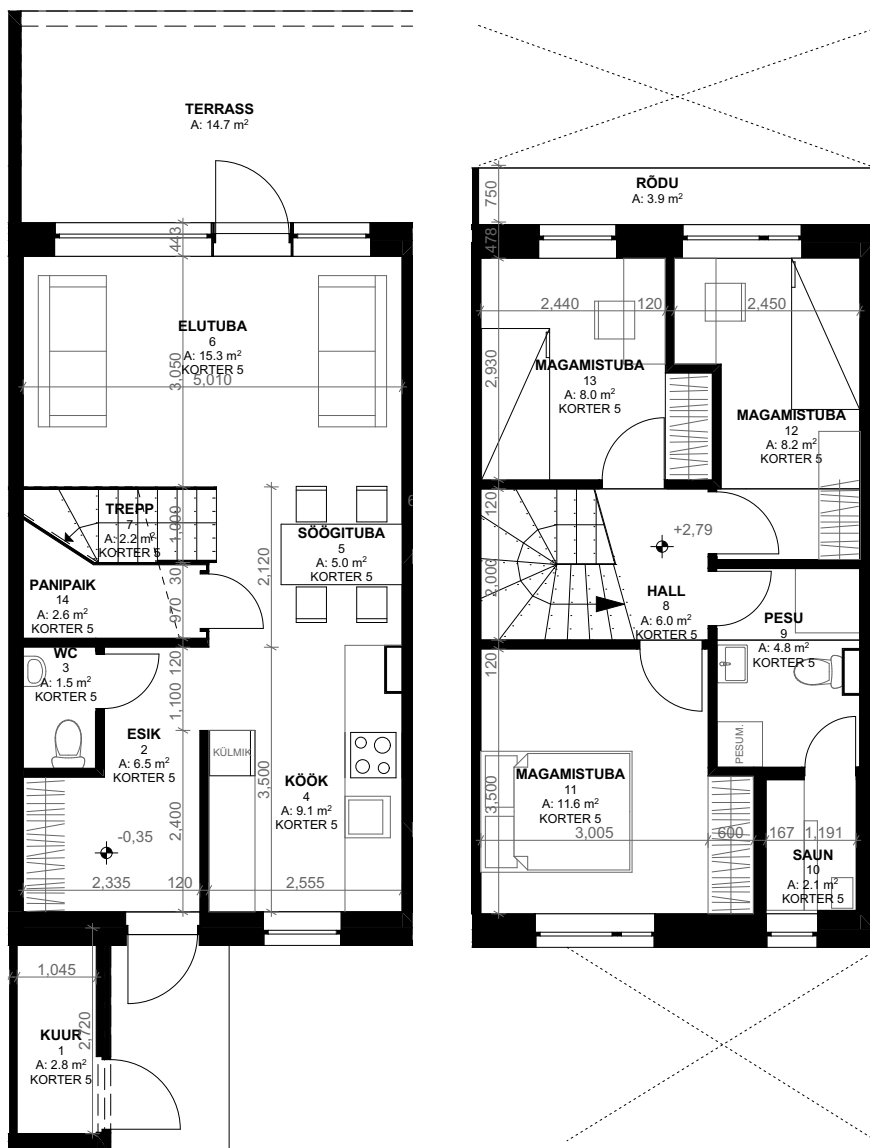 TERRASS
A: 14.7 m²
443
ELUTUBA
6
A: 15.3 m²
KORTER 5
3,050
5,010
TREPP
7
A: 2.2 m²
KORTER 5
1,000
SÖÖGITUBA
5
A: 5.0 m²
KORTER 5
2,120
30
970
PANIPAIK
14
A: 2.6 m²
KORTER 5
WC
3
A: 1.5 m²
KORTER 5
120
1,100
ESIK
2
A: 6.5 m²
KORTER 5
KÜLMIK
3,500
KÖÖK
4
A: 9.1 m²
KORTER 5
2,400
-0,35
2,335
120
2,555
1,045
2,720
KUUR
1
A: 2.8 m²
KORTER 5
750
RÕDU
A: 3.9 m²
478
2,440
120
2,450
2,930
MAGAMISTUBA
13
A: 8.0 m²
KORTER 5
MAGAMISTUBA
12
A: 8.2 m²
KORTER 5
120
+2,79
2,000
HALL
8
A: 6.0 m²
KORTER 5
PESU
9
A: 4.8 m²
KORTER 5
120
PESUM.
MAGAMISTUBA
11
A: 11.6 m²
KORTER 5
3,500
3,005
600
167
1,191
SAUN
10
A: 2.1 m²
KORTER 5